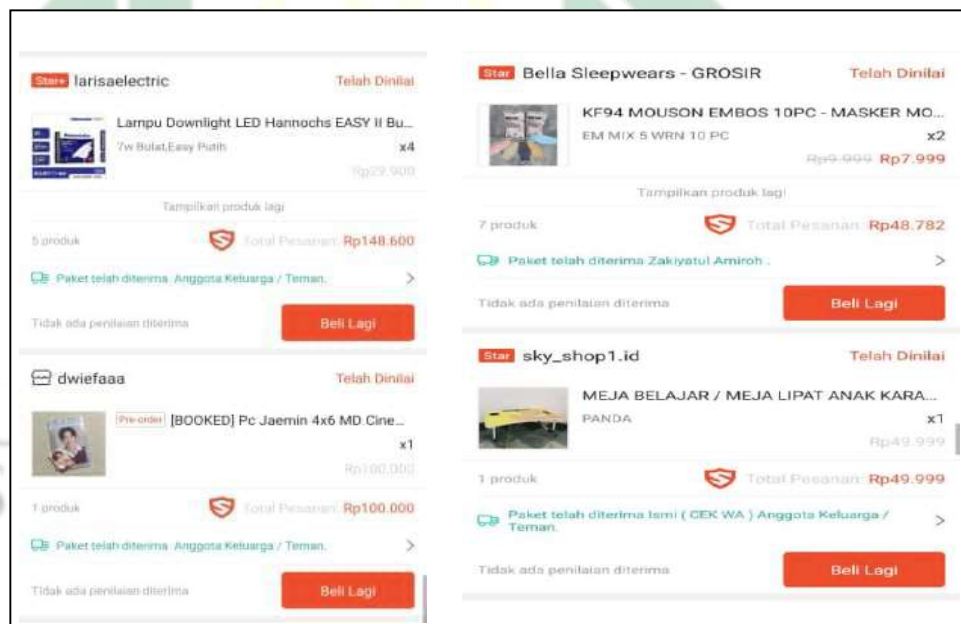 Star+ larisaelectric Telah Dinilai
Lampu Downlight LED Hannochs EASY II Bu...
7w Bulat,Easy Putih x4
Rp29.900
Tampilkan produk lagi
5 produk Total Pesanan: Rp148.600
Paket telah diterima. Anggota Keluarga / Teman.
Tidak ada penilaian diterima Beli Lagi
dwiefaaa Telah Dinilai
Pre-order [BOOKED] Pc Jaemin 4x6 MD Cine...
x1
Rp100.000
1 produk Total Pesanan: Rp100.000
Paket telah diterima. Anggota Keluarga / Teman.
Tidak ada penilaian diterima Beli Lagi
Star Bella Sleepwears - GROSIR Telah Dinilai
KF94 MOUSON EMBOS 10PC - MASKER MO...
EM MIX 5 WRN 10 PC x2
Rp9.999 Rp7.999
Tampilkan produk lagi
7 produk Total Pesanan: Rp48.782
Paket telah diterima Zakiyatul Amiroh .
Tidak ada penilaian diterima Beli Lagi
Star sky_shop1.id Telah Dinilai
MEJA BELAJAR / MEJA LIPAT ANAK KARA...
PANDA x1
Rp49.999
1 produk Total Pesanan: Rp49.999
Paket telah diterima Ismi ( CEK WA ) Anggota Keluarga /
Teman.
Tidak ada penilaian diterima Beli Lagi